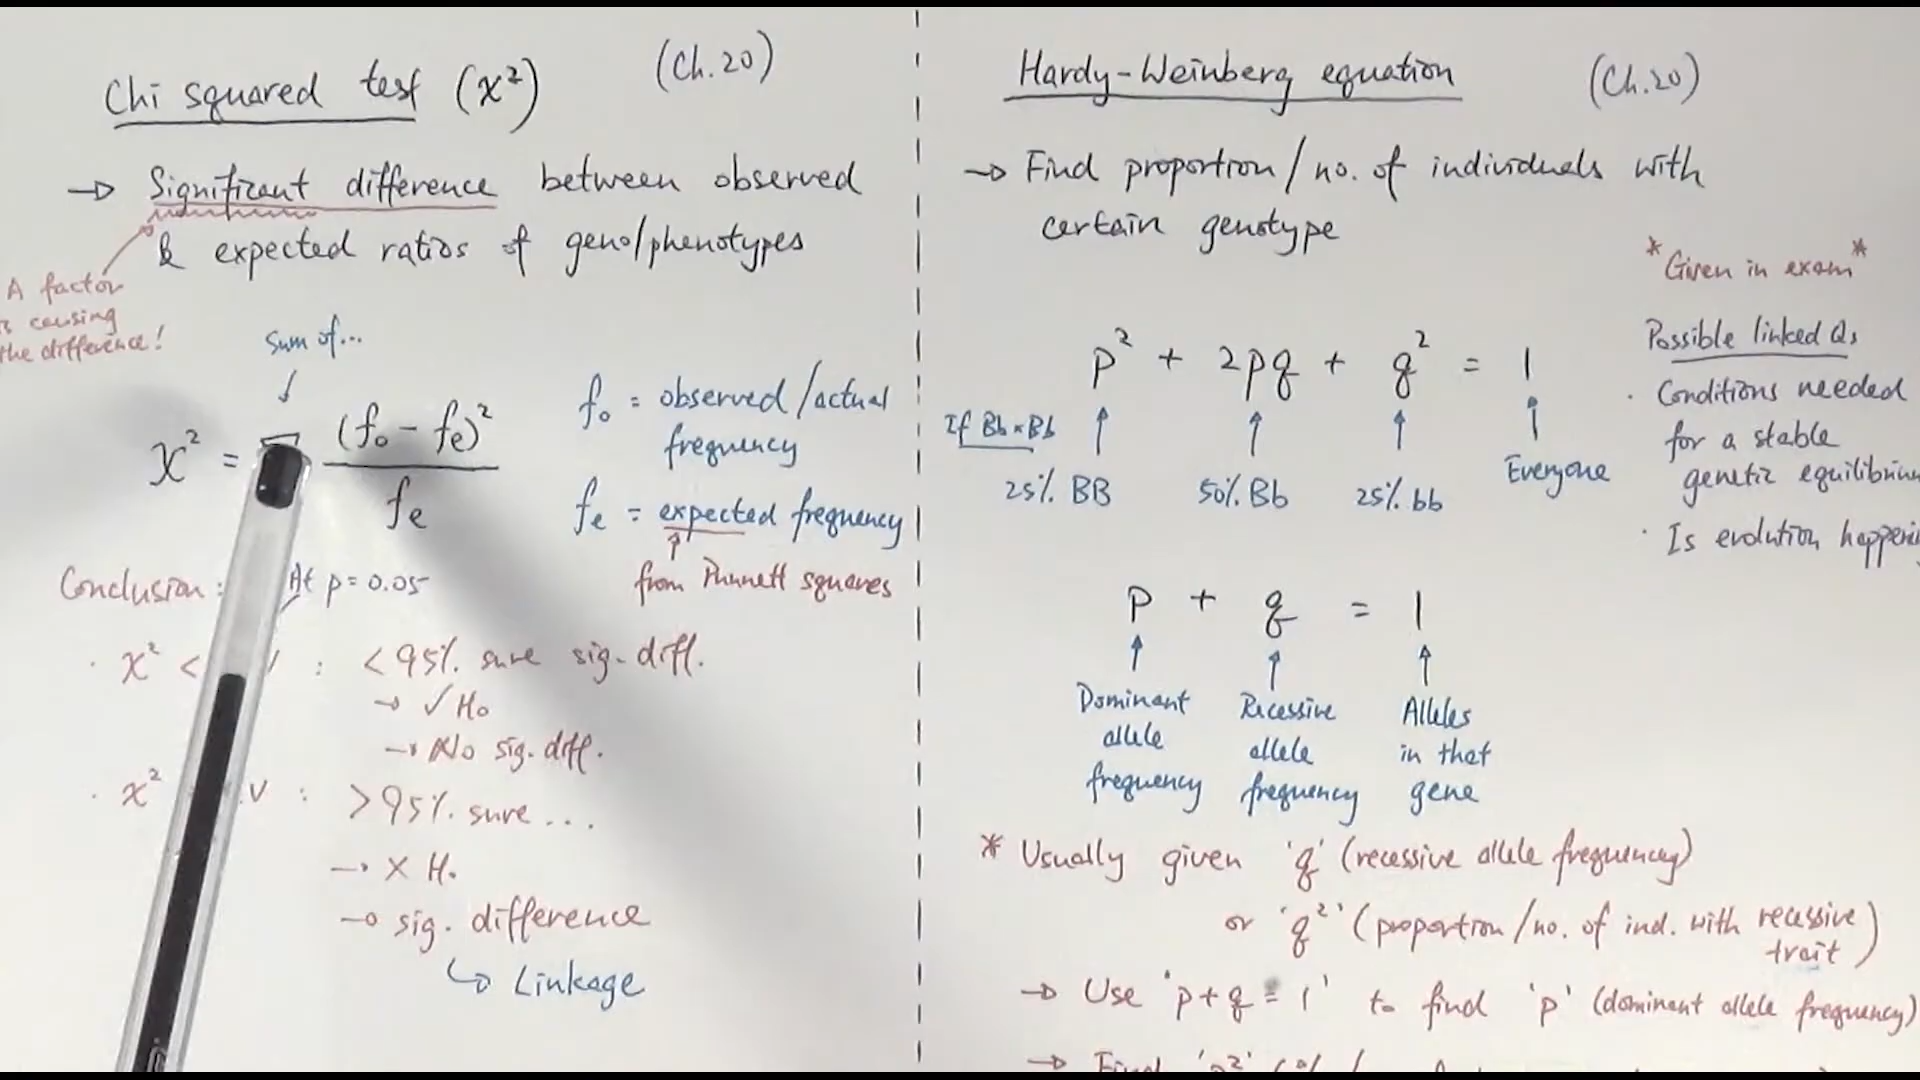 Chi squared test (χ²) (Ch.20)
→ Significant difference between observed
& expected ratios of geno/phenotypes
A factor
is causing
the difference!
Sum of...
χ² = (fo - fe)²
fe
fo = observed/actual
frequency
fe = expected frequency
from Punnett squares
Conclusion: At p = 0.05
· χ² < : <95% sure sig. diff.
→ ✓ Ho
→ No sig. diff.
· χ² V : >95% sure ...
→ X Ho
→ sig. difference
↳ Linkage
Hardy-Weinberg equation (Ch.20)
→ Find proportion/no. of individuals with
certain genotype
*Given in exam*
p² + 2pq + q² = 1
If Bb×Bb
25% BB 50% Bb 25% bb Everyone
Possible linked Qs
· Conditions needed
for a stable
genetic equilibrium
· Is evolution
p + q = 1
Dominant
allele
frequency
Recessive
allele
frequency
Alleles
in that
gene
* Usually given 'q' (recessive allele frequency)
or 'q²' (proportion/no. of ind. with recessive
trait)
→ Use 'p+q = 1' to find 'p' (dominant allele frequency)
→ Find